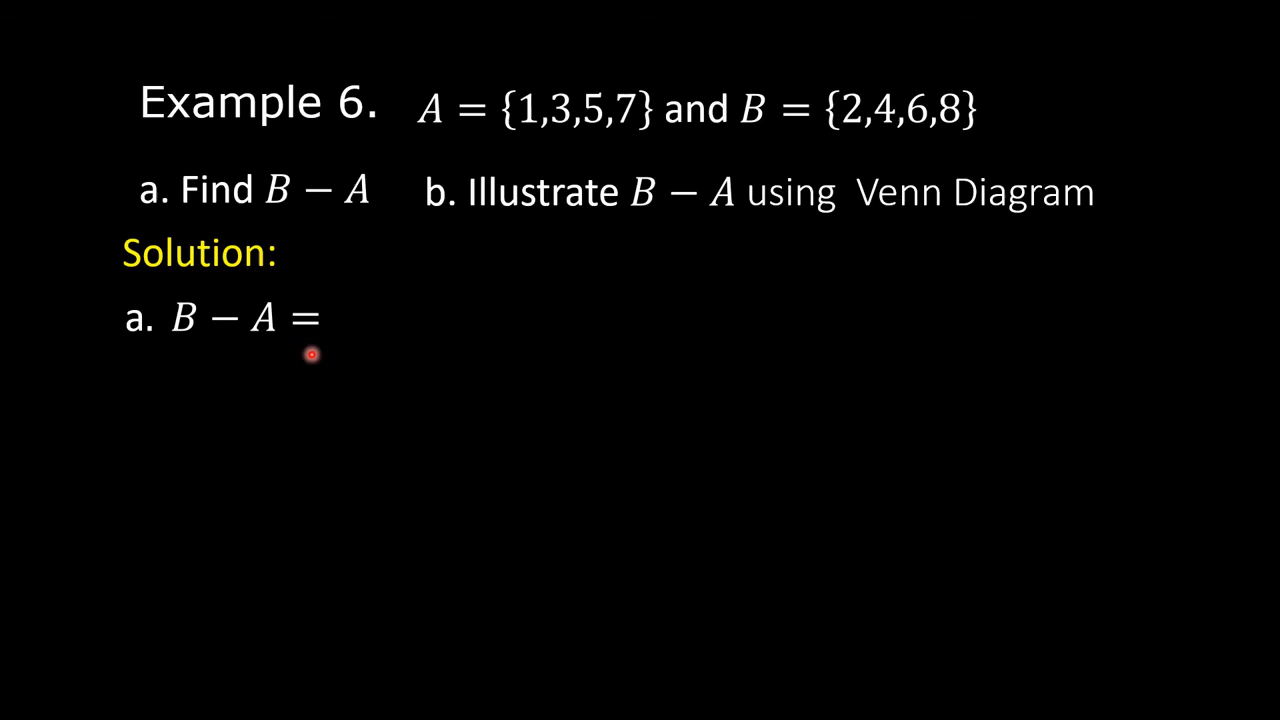 Example 6. A = {1,3,5,7} and B = {2,4,6,8}
a. Find B − A b. Illustrate B − A using Venn Diagram
Solution:
a. B − A =